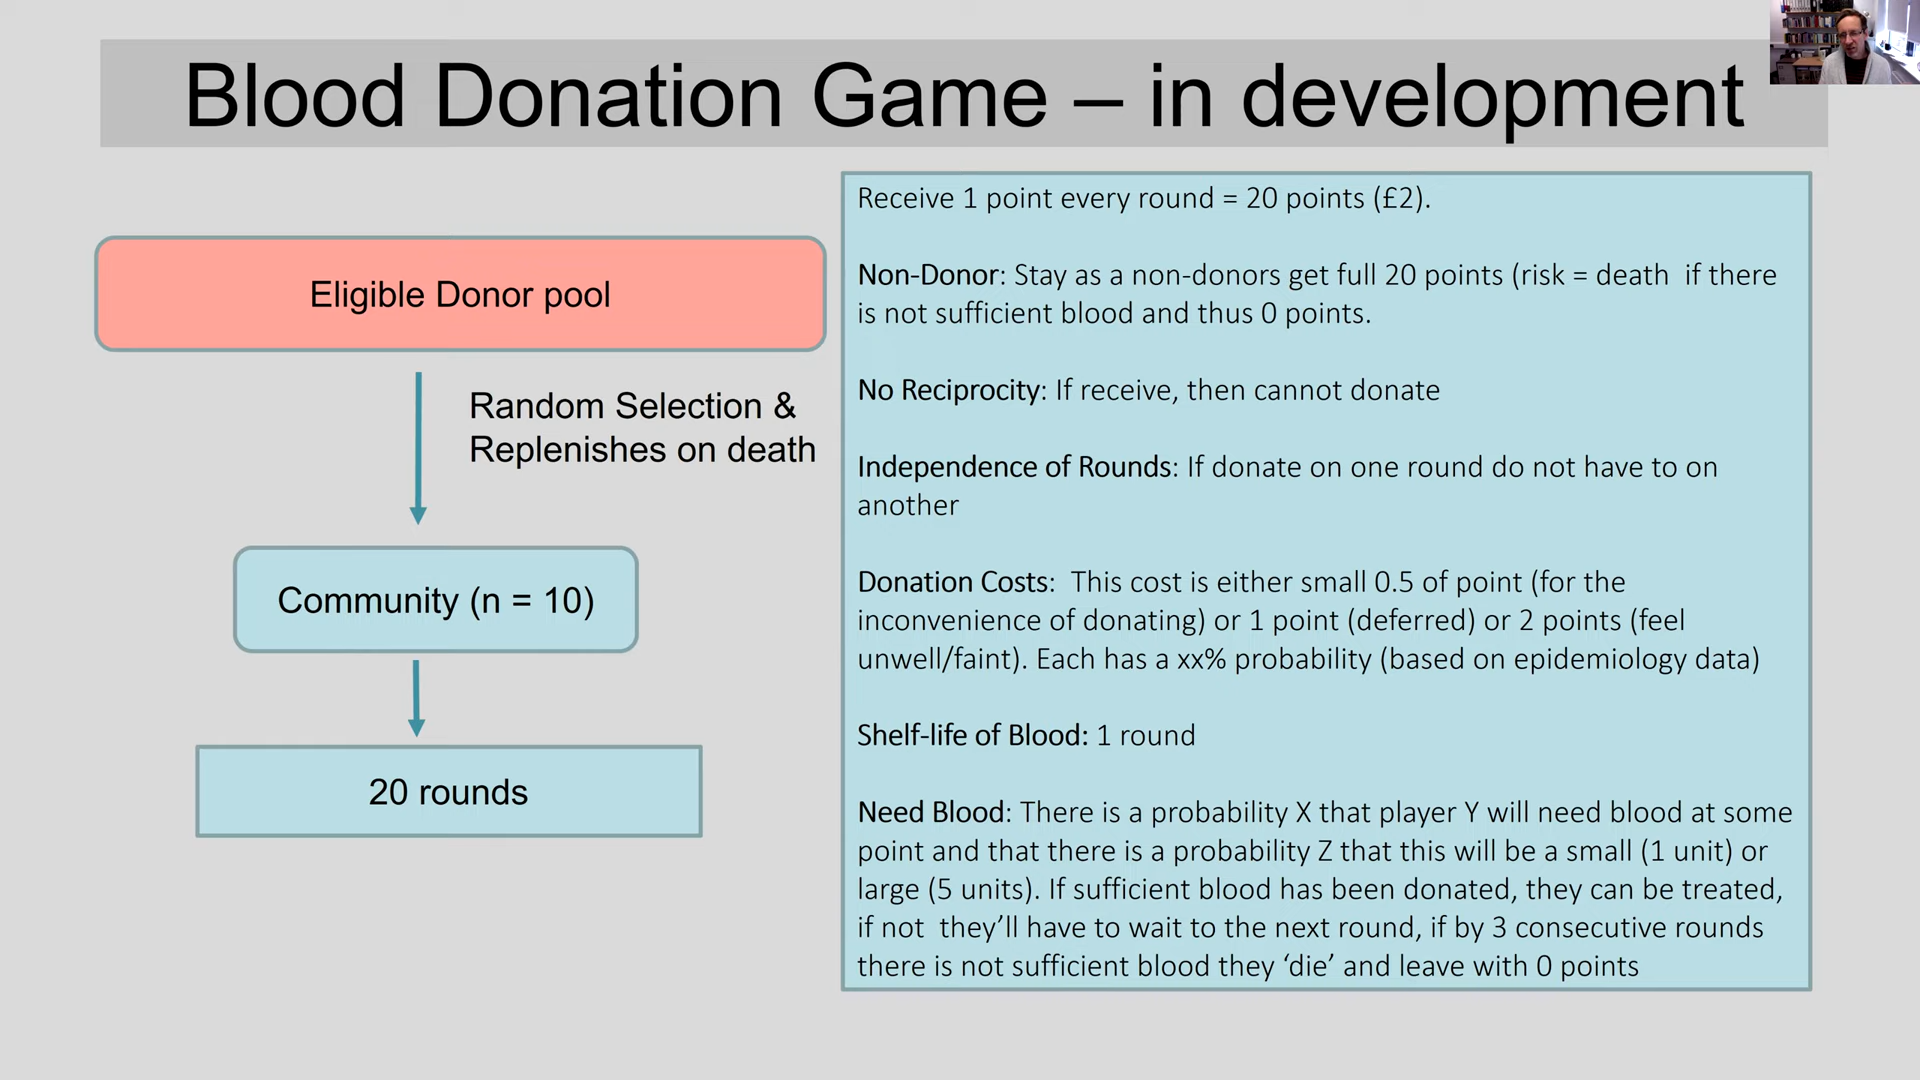 Blood Donation Game – in development
Eligible Donor pool
Random Selection &
Replenishes on death
Community (n = 10)
20 rounds
Receive 1 point every round = 20 points (£2).
Non-Donor: Stay as a non-donors get full 20 points (risk = death  if there
is not sufficient blood and thus 0 points.
No Reciprocity: If receive, then cannot donate
Independence of Rounds: If donate on one round do not have to on
another
Donation Costs:  This cost is either small 0.5 of point (for the
inconvenience of donating) or 1 point (deferred) or 2 points (feel
unwell/faint). Each has a xx% probability (based on epidemiology data)
Shelf-life of Blood: 1 round
Need Blood: There is a probability X that player Y will need blood at some
point and that there is a probability Z that this will be a small (1 unit) or
large (5 units). If sufficient blood has been donated, they can be treated,
if not  they’ll have to wait to the next round, if by 3 consecutive rounds
there is not sufficient blood they ‘die’ and leave with 0 points